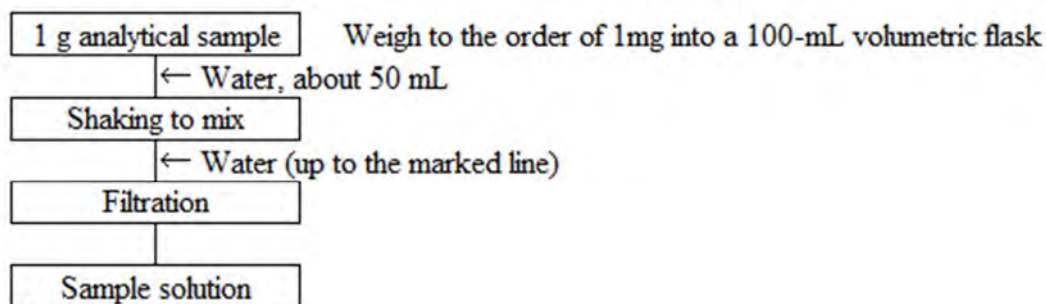 1 g analytical sample Weigh to the order of 1mg into a 100-mL volumetric flask
← Water, about 50 mL
Shaking to mix
← Water (up to the marked line)
Filtration
Sample solution